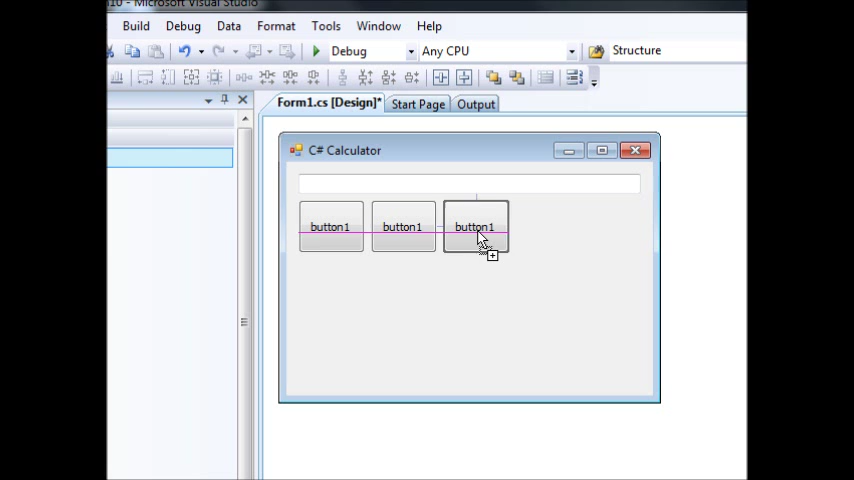 10 - Microsoft Visual Studio
Build Debug Data Format Tools Window Help
Debug Any CPU Structure
Form1.cs [Design]* Start Page Output
C# Calculator
button1 button1 button1